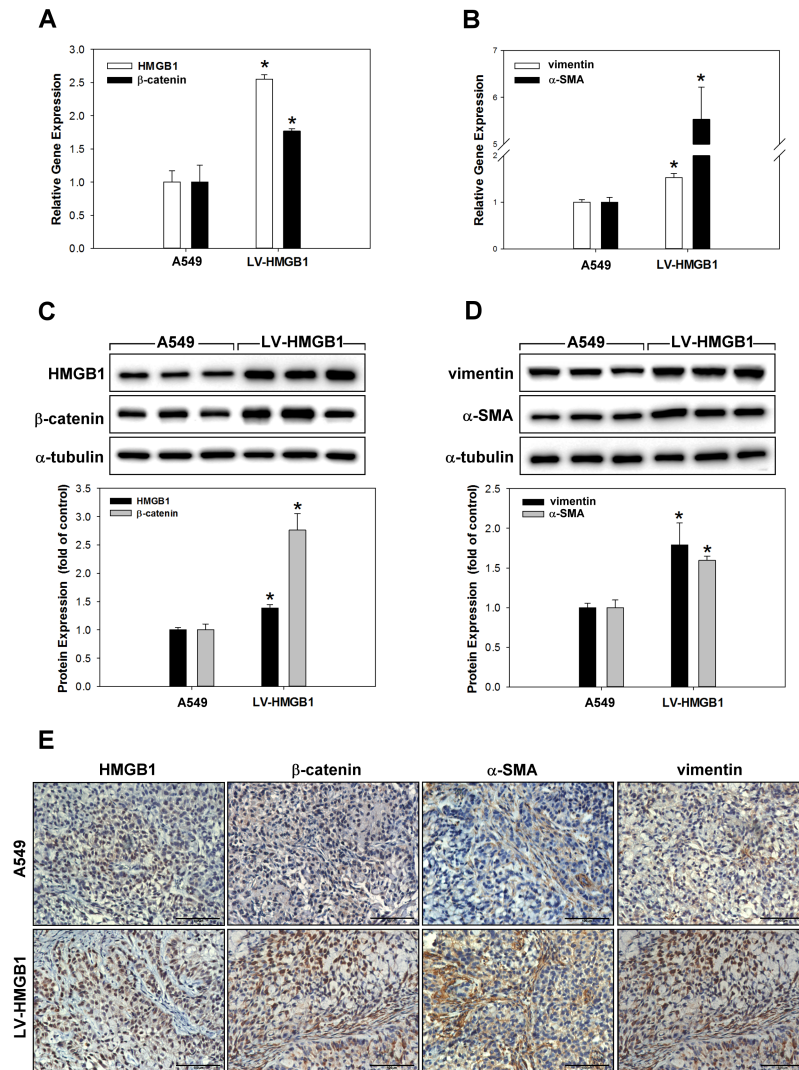 A
Relative Gene Expression
3.0
2.5
2.0
1.5
1.0
0.5
0.0
HMGB1
β-catenin
*
*
A549
LV-HMGB1
B
Relative Gene Expression
7
6
5
2
1
0
vimentin
α-SMA
*
*
A549
LV-HMGB1
C
A549
LV-HMGB1
HMGB1
β-catenin
α-tubulin
Protein Expression (fold of control)
3.5
3.0
2.5
2.0
1.5
1.0
0.5
0.0
HMGB1
β-catenin
*
*
A549
LV-HMGB1
D
A549
LV-HMGB1
vimentin
α-SMA
α-tubulin
Protein Expression (fold of control)
2.5
2.0
1.5
1.0
0.5
0.0
vimentin
α-SMA
*
*
A549
LV-HMGB1
E
HMGB1
β-catenin
α-SMA
vimentin
A549
LV-HMGB1